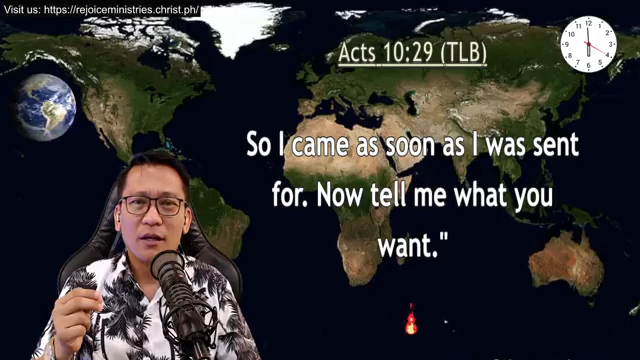 Visit us: https://rejoiceministries.christ.ph/
Acts 10:29 (TLB)
So I came as soon as I was sent
for. Now tell me what you
want."